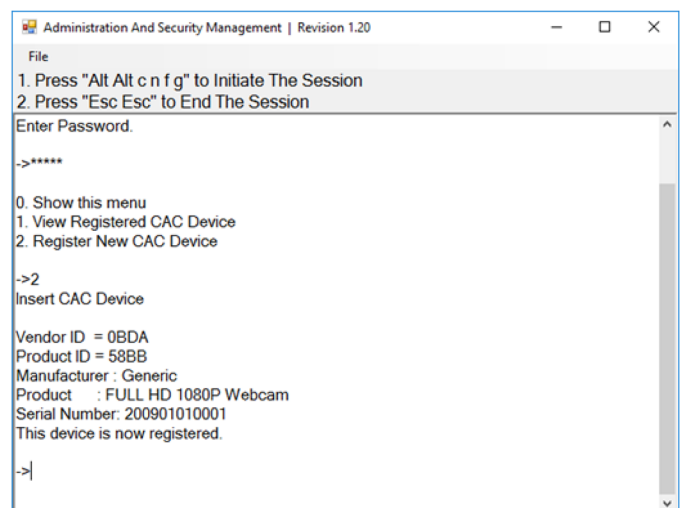 Administration And Security Management | Revision 1.20
File
1. Press "Alt Alt c n f g" to Initiate The Session
2. Press "Esc Esc" to End The Session
Enter Password.
->*****
0. Show this menu
1. View Registered CAC Device
2. Register New CAC Device
->2
Insert CAC Device
Vendor ID = 0BDA
Product ID = 58BB
Manufacturer : Generic
Product : FULL HD 1080P Webcam
Serial Number: 200901010001
This device is now registered.
->